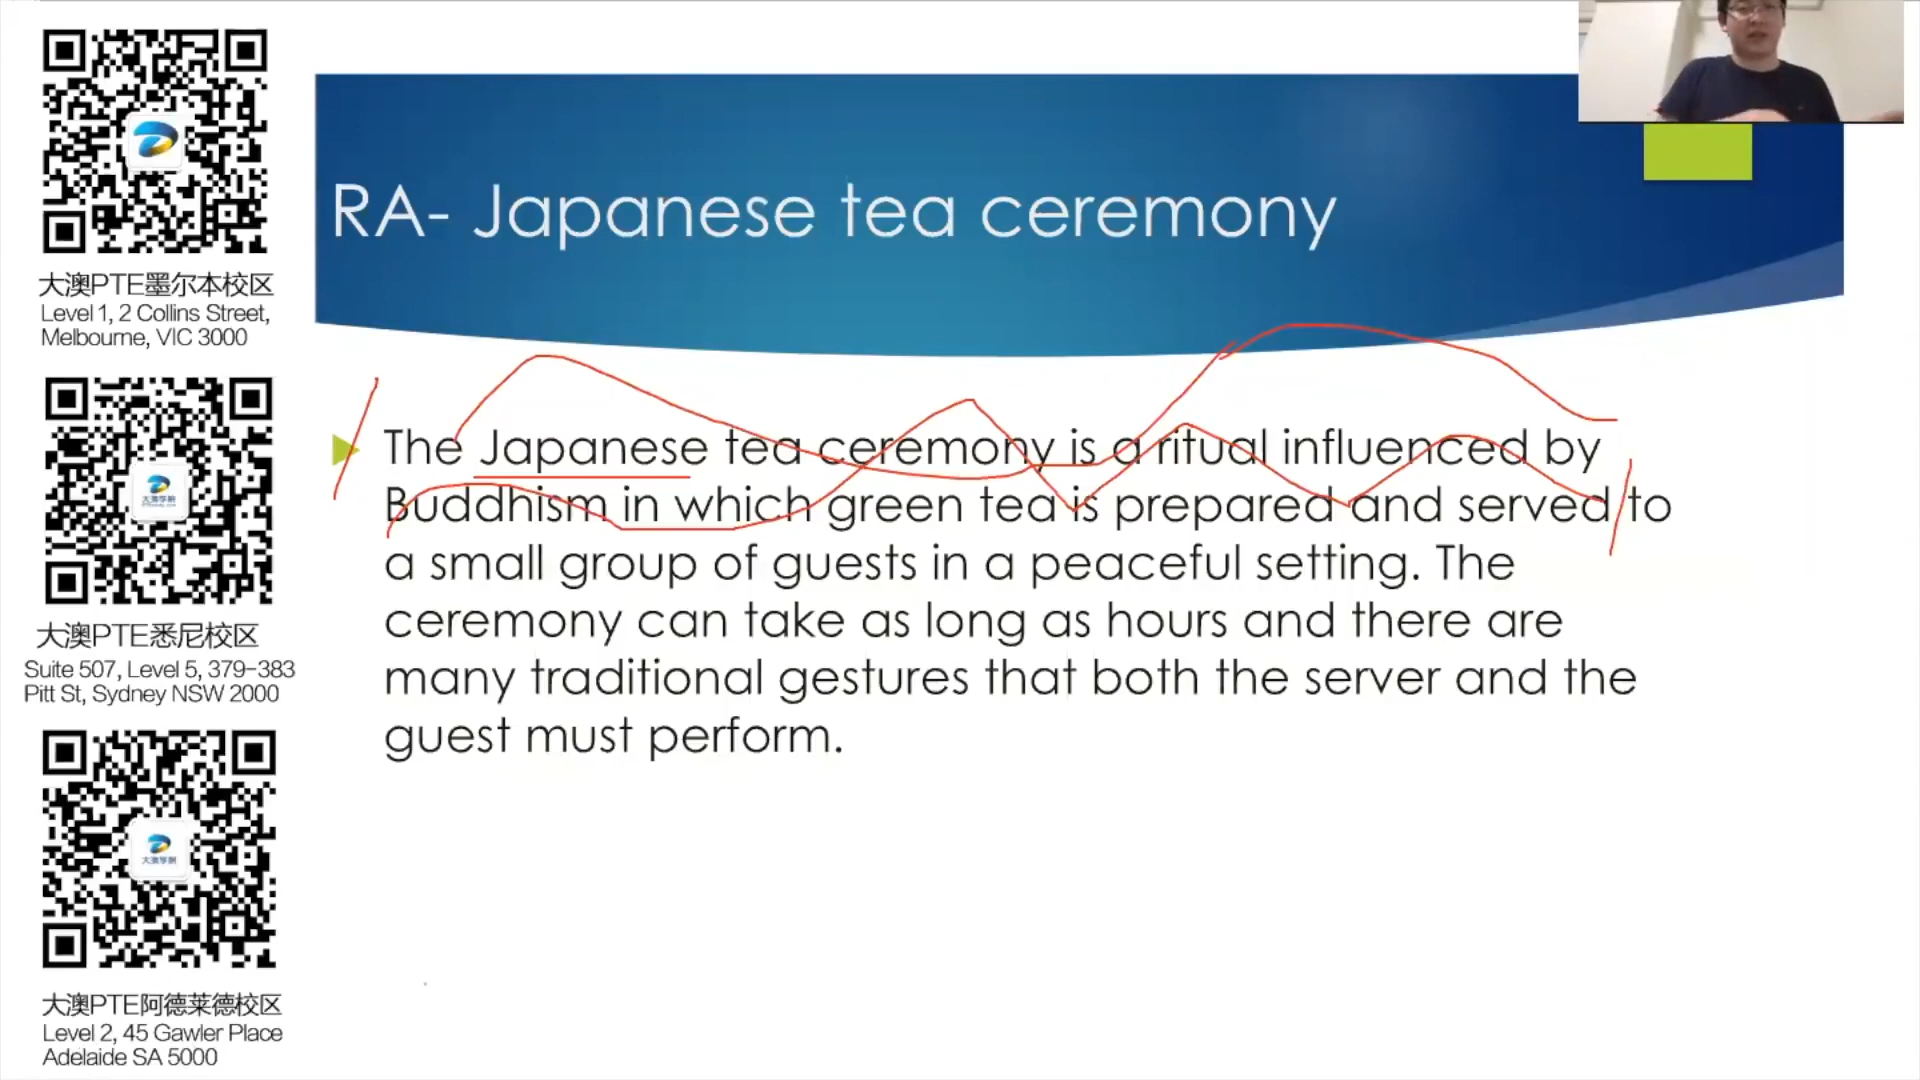 大澳PTE墨尔本校区
Level 1, 2 Collins Street,
Melbourne, VIC 3000
大澳PTE悉尼校区
Suite 507, Level 5, 379-383
Pitt St, Sydney NSW 2000
大澳PTE阿德莱德校区
Level 2, 45 Gawler Place
Adelaide SA 5000
RA- Japanese tea ceremony
The Japanese tea ceremony is a ritual influenced by
Buddhism in which green tea is prepared and served to
a small group of guests in a peaceful setting. The
ceremony can take as long as hours and there are
many traditional gestures that both the server and the
guest must perform.